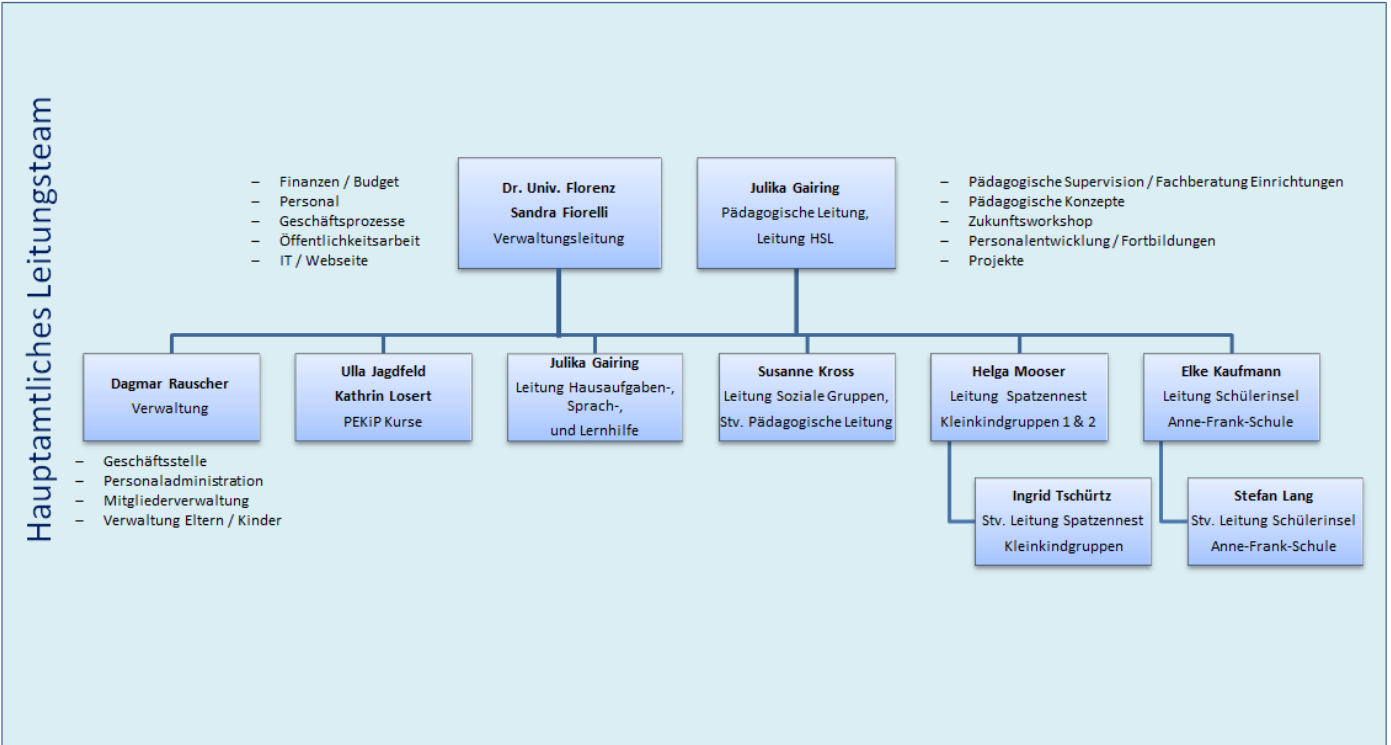 Hauptamtliches Leitungsteam
– Finanzen / Budget
– Personal
– Geschäftsprozesse
– Öffentlichkeitsarbeit
– IT / Webseite
Dr. Univ. Florenz
Sandra Fiorelli
Verwaltungsleitung
Julika Gairing
Pädagogische Leitung,
Leitung HSL
– Pädagogische Supervision / Fachberatung Einrichtungen
– Pädagogische Konzepte
– Zukunftsworkshop
– Personalentwicklung / Fortbildungen
– Projekte
Dagmar Rauscher
Verwaltung
– Geschäftsstelle
– Personaladministration
– Mitgliederverwaltung
– Verwaltung Eltern / Kinder
Ulla Jagdfeld
Kathrin Losert
PEKiP Kurse
Julika Gairing
Leitung Hausaufgaben-,
Sprach-,
und Lernhilfe
Susanne Kross
Leitung Soziale Gruppen,
Stv. Pädagogische Leitung
Helga Mooser
Leitung Spatzennest
Kleinkindgruppen 1 & 2
Elke Kaufmann
Leitung Schülerinsel
Anne-Frank-Schule
Ingrid Tschürtz
Stv. Leitung Spatzennest
Kleinkindgruppen
Stefan Lang
Stv. Leitung Schülerinsel
Anne-Frank-Schule